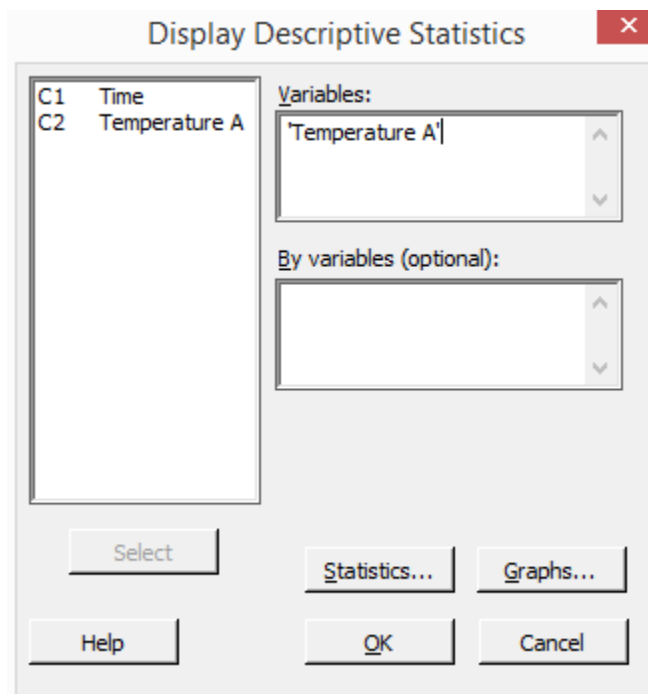 Display Descriptive Statistics
C1 Time
C2 Temperature A
Variables:
'Temperature A'
By variables (optional):
Select
Statistics...
Graphs...
Help
OK
Cancel